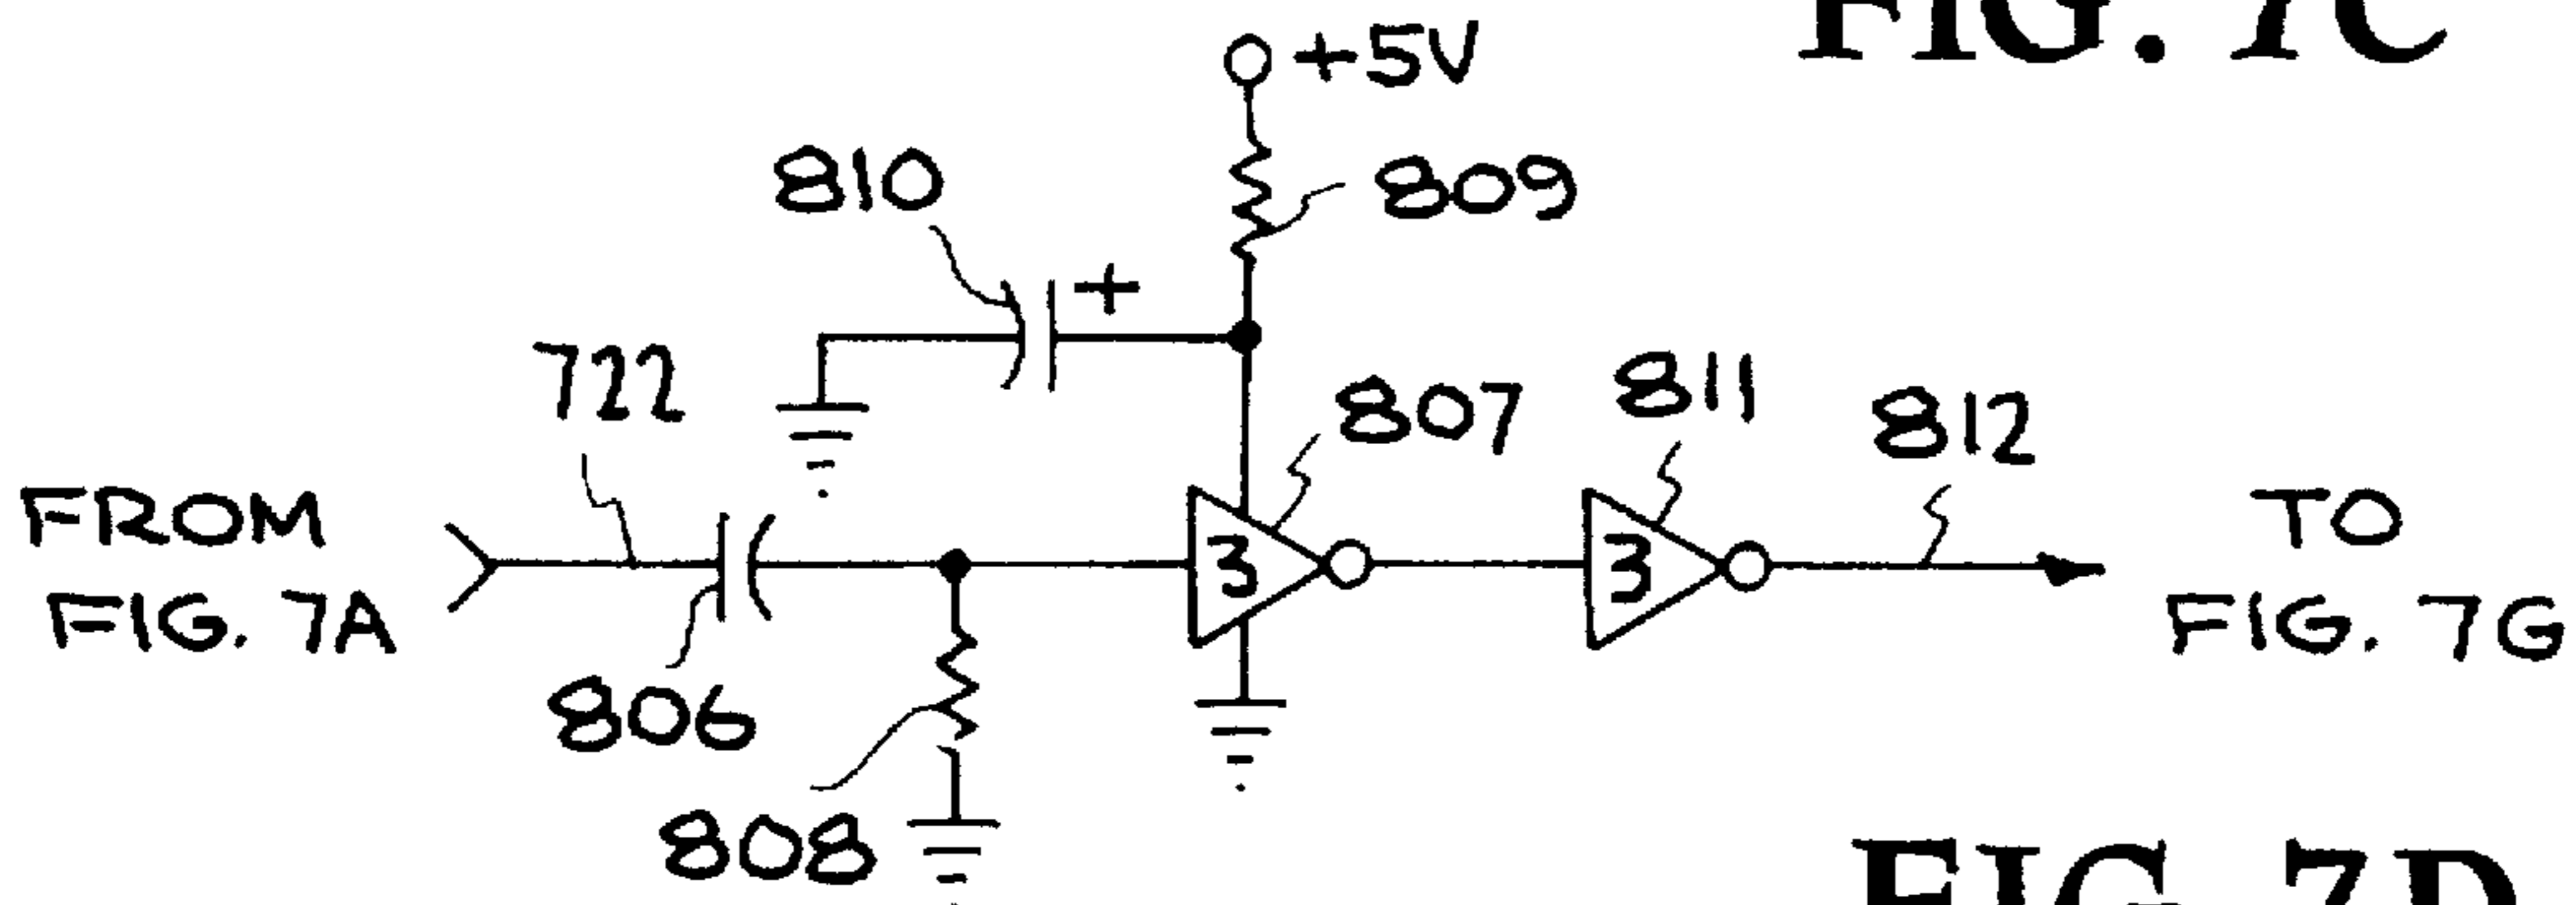 FIG. 7C
+5V
810
809
+
722
807
811
812
FROM
FIG. 7A
3
3
TO
FIG. 7G
806
808
FIG. 7D